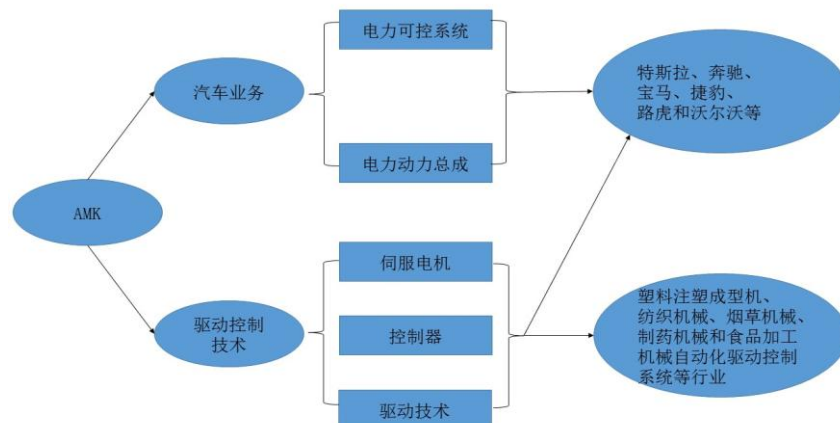 电力可控系统
汽车业务
特斯拉、奔驰、
宝马、捷豹、
路虎和沃尔沃等
电力动力总成
AMK
伺服电机
驱动控制
技术
控制器
塑料注塑成型机、
纺织机械、烟草机械、
制药机械和食品加工
机械自动化驱动控制
系统等行业
驱动技术